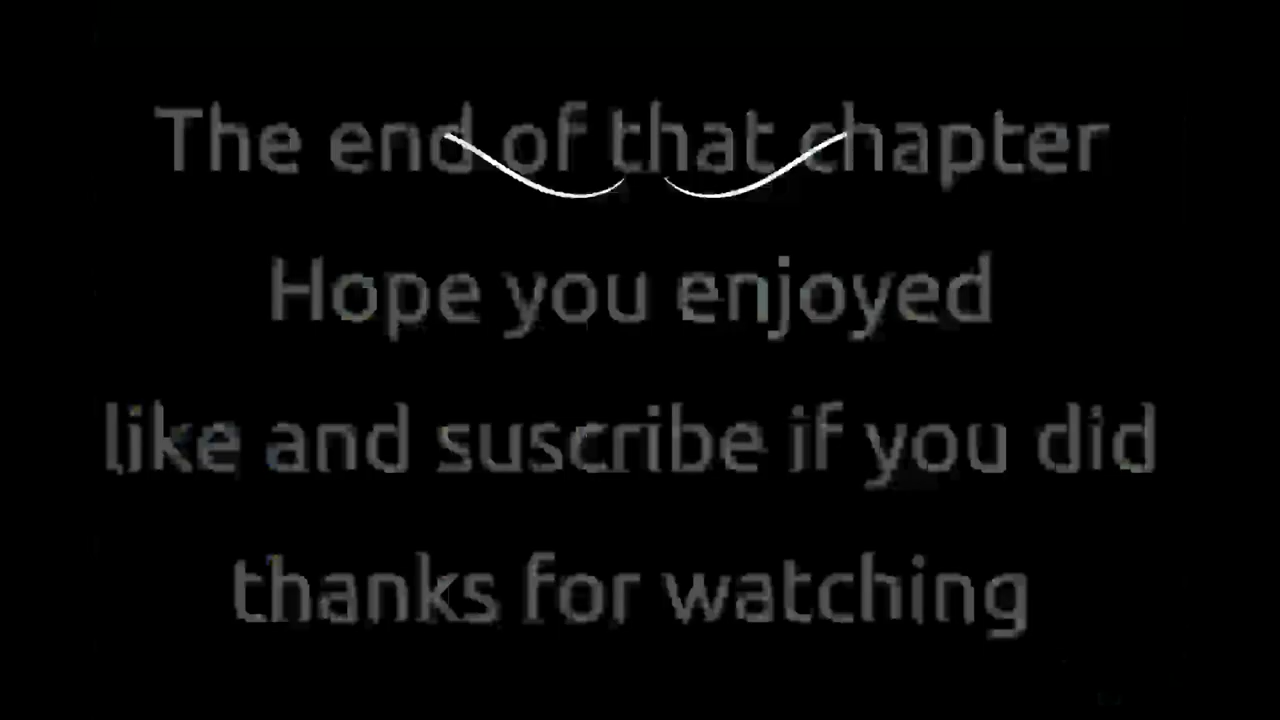 The end of that chapter
Hope you enjoyed
like and suscribe if you did
thanks for watching